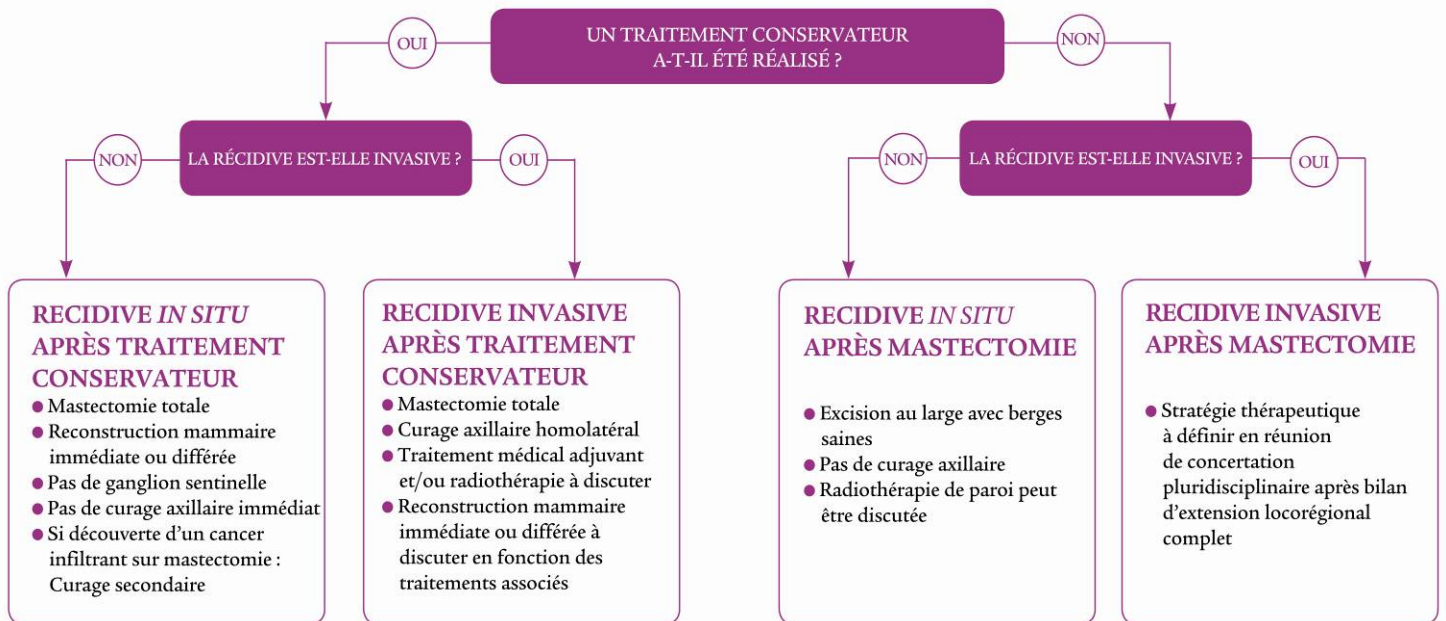 UN TRAITEMENT CONSERVATEUR
A-T-IL ÉTÉ RÉALISÉ ?
OUI
NON
LA RÉCIDIVE EST-ELLE INVASIVE ?
NON
OUI
LA RÉCIDIVE EST-ELLE INVASIVE ?
NON
OUI
RECIDIVE IN SITU
APRÈS TRAITEMENT
CONSERVATEUR
● Mastectomie totale
● Reconstruction mammaire
immédiate ou différée
● Pas de ganglion sentinelle
● Pas de curage axillaire immédiat
● Si découverte d’un cancer
infiltrant sur mastectomie :
Curage secondaire
RECIDIVE INVASIVE
APRÈS TRAITEMENT
CONSERVATEUR
● Mastectomie totale
● Curage axillaire homolatéral
● Traitement médical adjuvant
et/ou radiothérapie à discuter
● Reconstruction mammaire
immédiate ou différée à
discuter en fonction des
traitements associés
RECIDIVE IN SITU
APRÈS MASTECTOMIE
● Excision au large avec berges
saines
● Pas de curage axillaire
● Radiothérapie de paroi peut
être discutée
RECIDIVE INVASIVE
APRÈS MASTECTOMIE
● Stratégie thérapeutique
à définir en réunion
de concertation
pluridisciplinaire après bilan
d’extension locorégional
complet